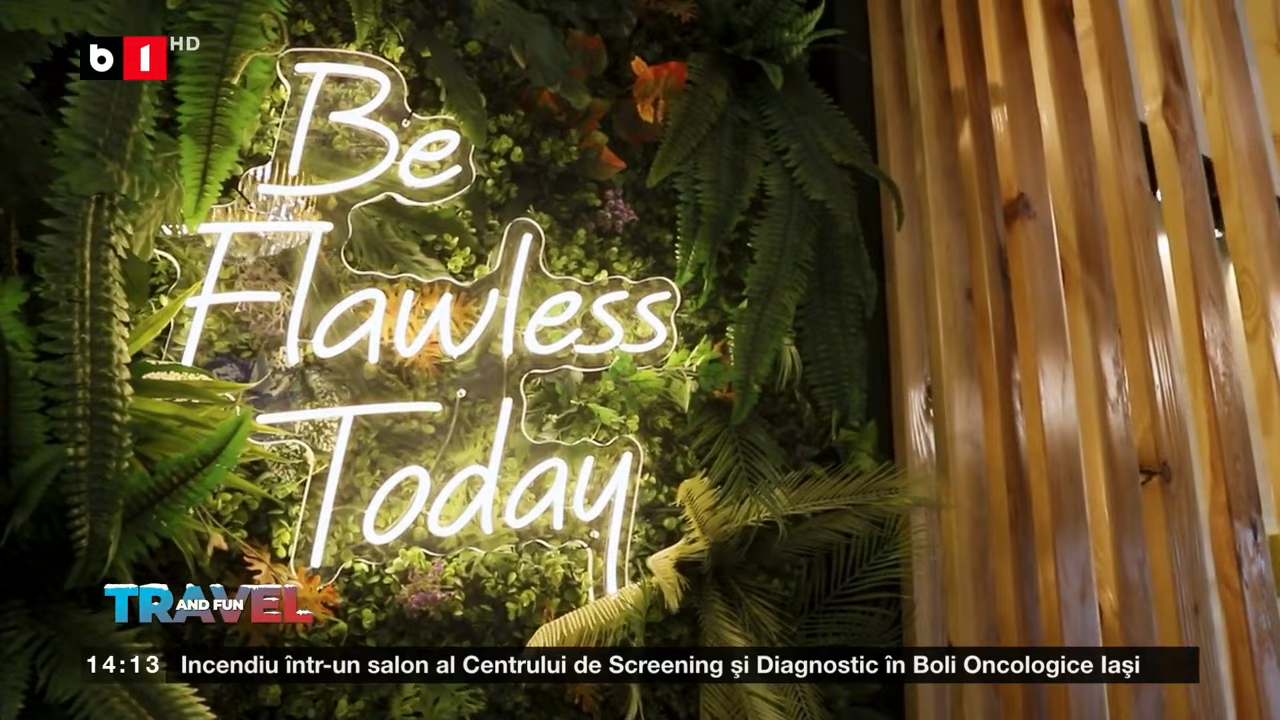 b1 HD
Be
Flawless
Today
TRAVEL
AND FUN
14:13 Incendiu într-un salon al Centrului de Screening şi Diagnostic în Boli Oncologice Iaşi